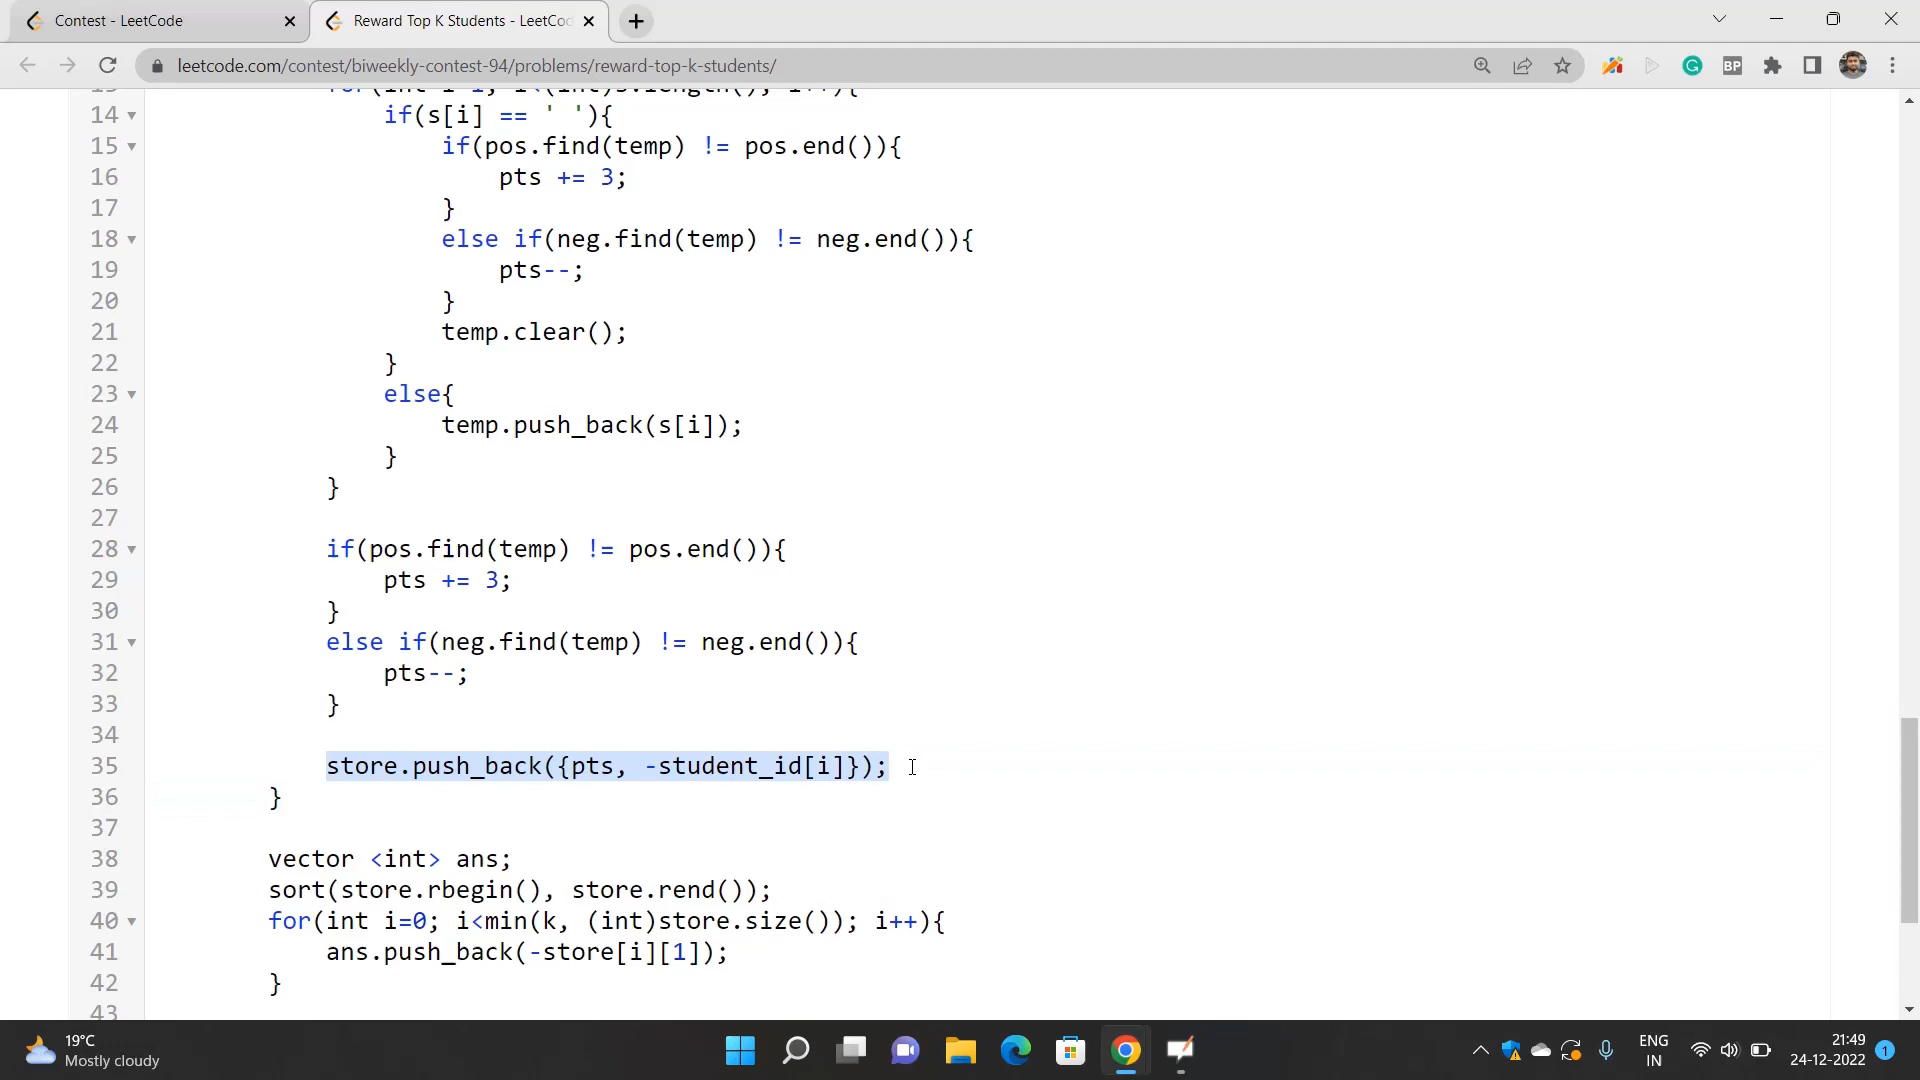 Contest - LeetCode
Reward Top K Students - LeetCo
leetcode.com/contest/biweekly-contest-94/problems/reward-top-k-students/
BP
14 if(s[i] == ' '){
15 if(pos.find(temp) != pos.end()){
16 pts += 3;
17 }
18 else if(neg.find(temp) != neg.end()){
19 pts--;
20 }
21 temp.clear();
22 }
23 else{
24 temp.push_back(s[i]);
25 }
26 }
27
28 if(pos.find(temp) != pos.end()){
29 pts += 3;
30 }
31 else if(neg.find(temp) != neg.end()){
32 pts--;
33 }
34
35 store.push_back({pts, -student_id[i]});
36 }
37
38 vector <int> ans;
39 sort(store.rbegin(), store.rend());
40 for(int i=0; i<min(k, (int)store.size()); i++){
41 ans.push_back(-store[i][1]);
42 }
43
19°C
Mostly cloudy
ENG
IN
21:49
24-12-2022
1